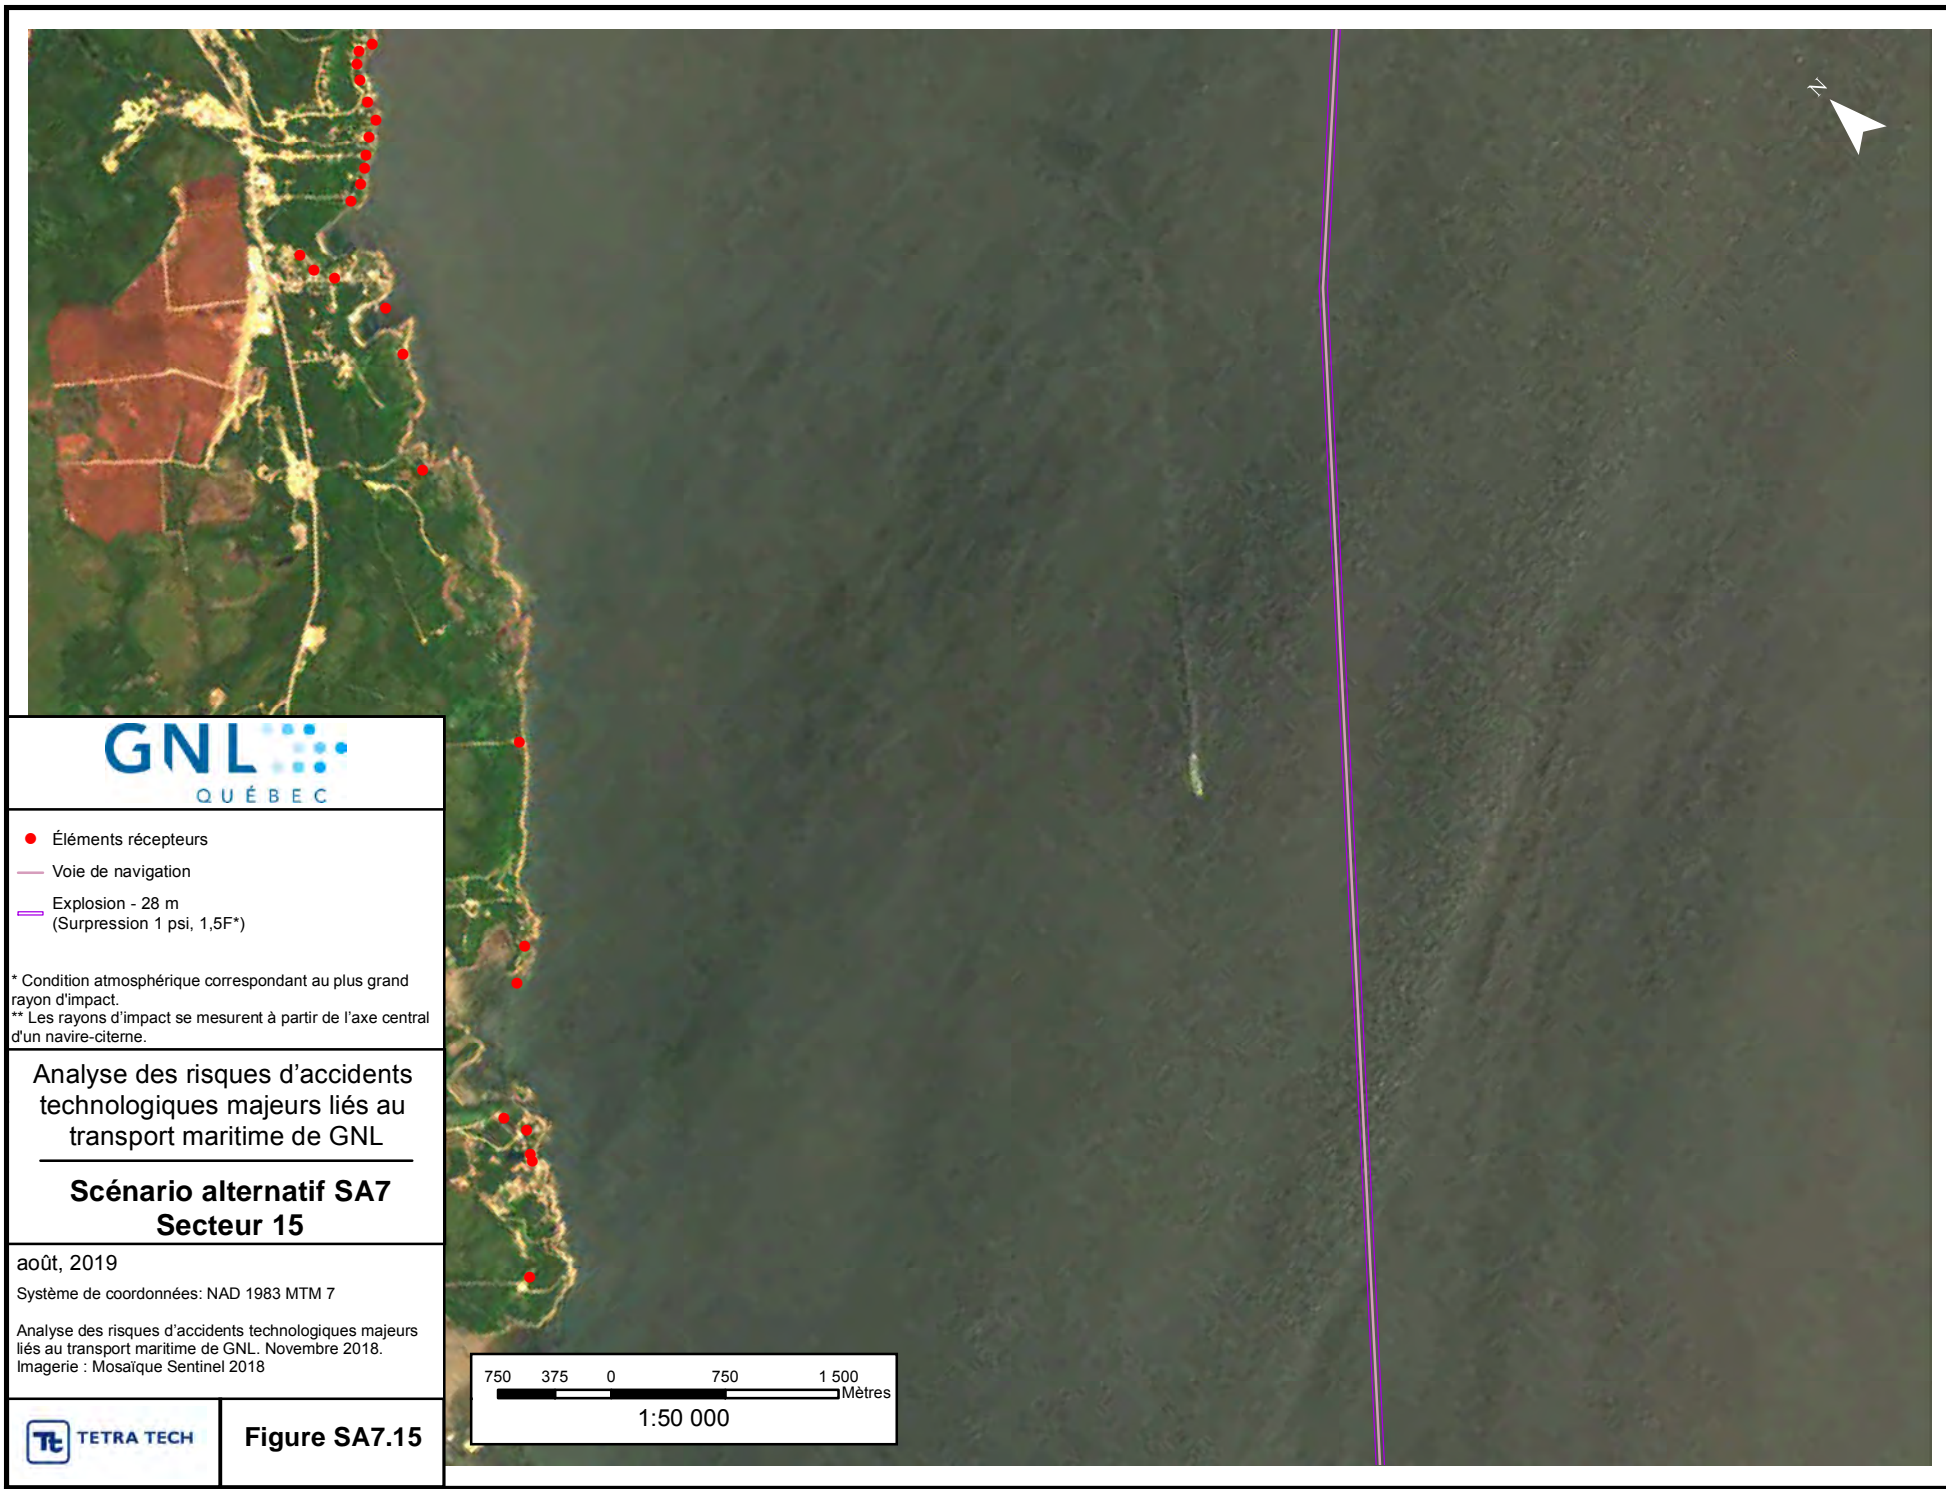 N
GNL
QUÉBEC
Éléments récepteurs
Voie de navigation
Explosion - 28 m
(Surpression 1 psi, 1,5F*)
* Condition atmosphérique correspondant au plus grand
rayon d'impact.
** Les rayons d'impact se mesurent à partir de l'axe central
d'un navire-citerne.
Analyse des risques d'accidents
technologiques majeurs liés au
transport maritime de GNL
Scénario alternatif SA7
Secteur 15
août, 2019
Système de coordonnées: NAD 1983 MTM 7
Analyse des risques d'accidents technologiques majeurs
liés au transport maritime de GNL. Novembre 2018.
Imagerie : Mosaïque Sentinel 2018
Tt TETRA TECH
Figure SA7.15
750 375 0 750 1 500
Mètres
1:50 000